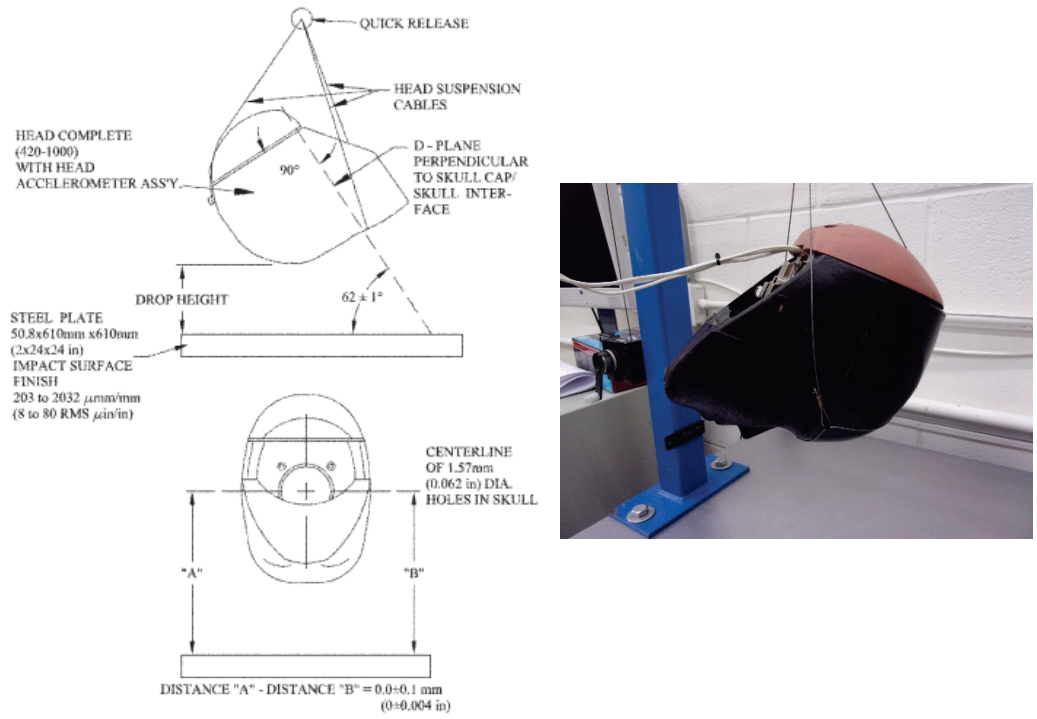 QUICK RELEASE
HEAD SUSPENSION
CABLES
HEAD COMPLETE
(420-1000)
WITH HEAD
ACCELEROMETER ASS'Y.
D - PLANE
PERPENDICULAR
TO SKULL CAP/
SKULL INTER-
FACE
90°
DROP HEIGHT
62 ± 1°
STEEL PLATE
50.8x610mm x610mm
(2x24x24 in)
IMPACT SURFACE
FINISH
203 to 2032 μmm/mm
(8 to 80 RMS μin/in)
CENTERLINE
OF 1.57mm
(0.062 in) DIA.
HOLES IN SKULL
"A"
"B"
DISTANCE "A" - DISTANCE "B" = 0.0±0.1 mm
(0±0.004 in)